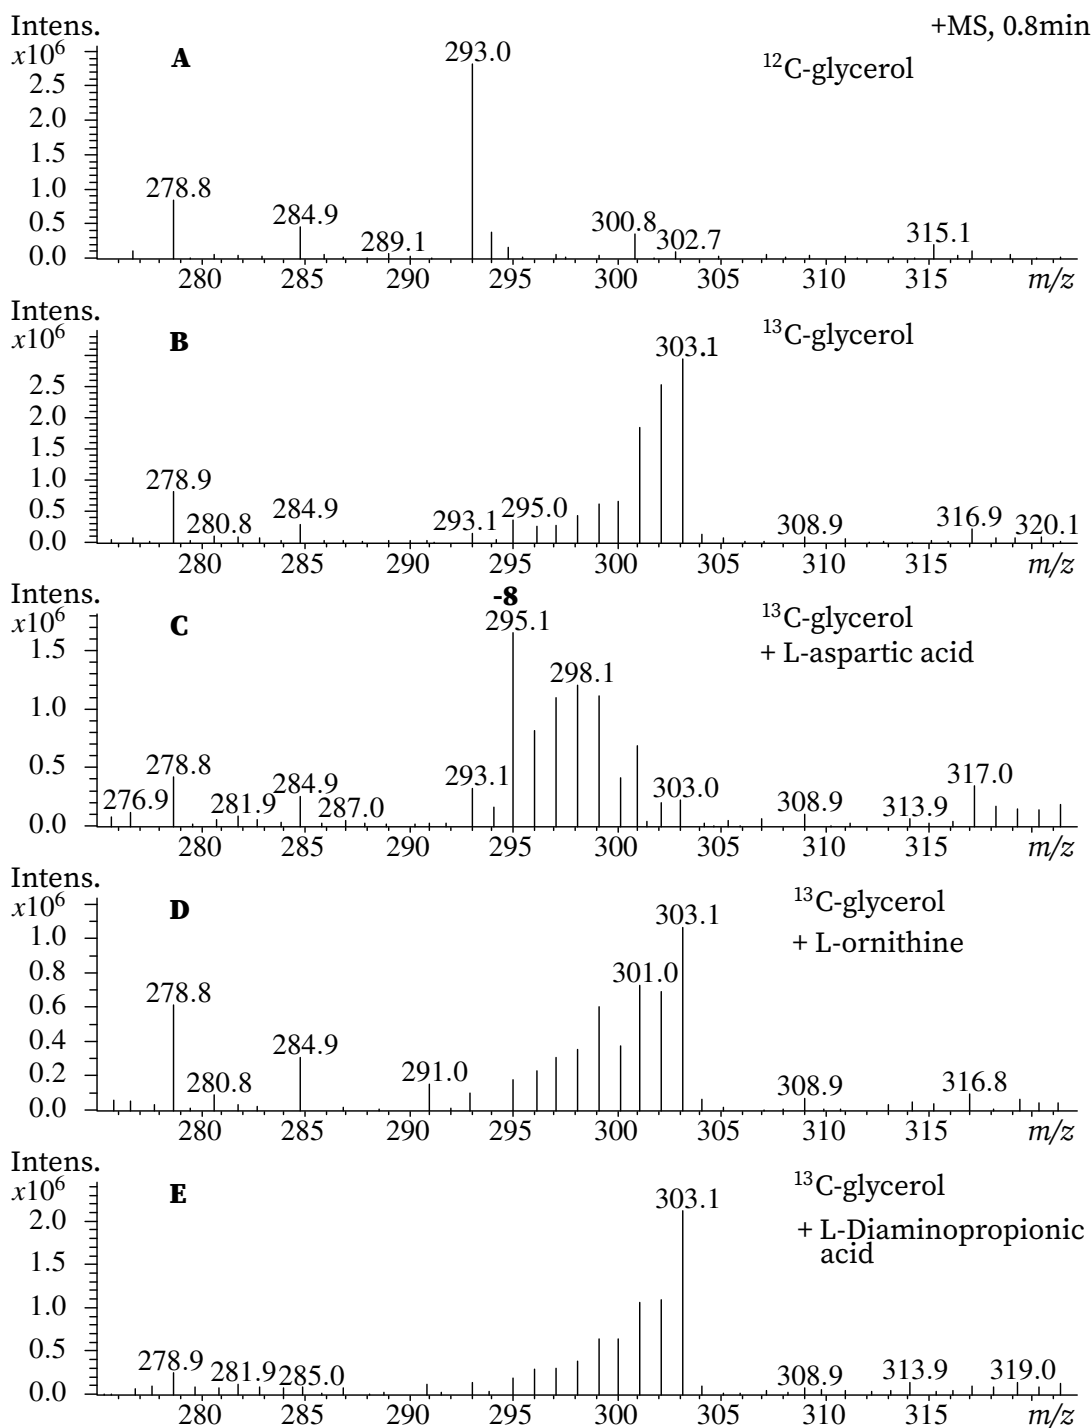 Intens.
+MS, 0.8min
x10⁶
A
293.0
¹²C-glycerol
2.5
2.0
1.5
1.0
278.8
0.5
284.9
289.1
300.8
302.7
315.1
0.0
280 285 290 295 300 305 310 315 m/z
Intens.
x10⁶
B
303.1
¹³C-glycerol
2.5
2.0
1.5
1.0
278.9
0.5
280.8
284.9
293.1
295.0
308.9
316.9
320.1
0.0
280 285 290 295 300 305 310 315 m/z
Intens.
-8
x10⁶
C
295.1
¹³C-glycerol
+ L-aspartic acid
1.5
298.1
1.0
278.8
0.5
276.9
281.9
284.9
287.0
293.1
303.0
308.9
313.9
317.0
0.0
280 285 290 295 300 305 310 315 m/z
Intens.
x10⁶
D
303.1
¹³C-glycerol
+ L-ornithine
1.0
0.8
278.8
301.0
0.6
0.4
284.9
0.2
280.8
291.0
308.9
316.8
0.0
280 285 290 295 300 305 310 315 m/z
Intens.
x10⁶
E
303.1
¹³C-glycerol
+ L-Diaminopropionic
acid
2.0
1.5
1.0
0.5
278.9
281.9
285.0
308.9
313.9
319.0
0.0
280 285 290 295 300 305 310 315 m/z